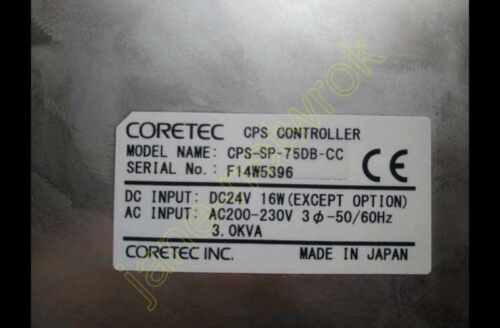 CORETEC CPS CONTROLLER
MODEL NAME: CPS-SP-75DB-CC
SERIAL No.: F14W5396
CE
DC INPUT: DC24V 16W(EXCEPT OPTION)
AC INPUT: AC200-230V 3φ-50/60Hz
3.0KVA
CORETEC INC. MADE IN JAPAN